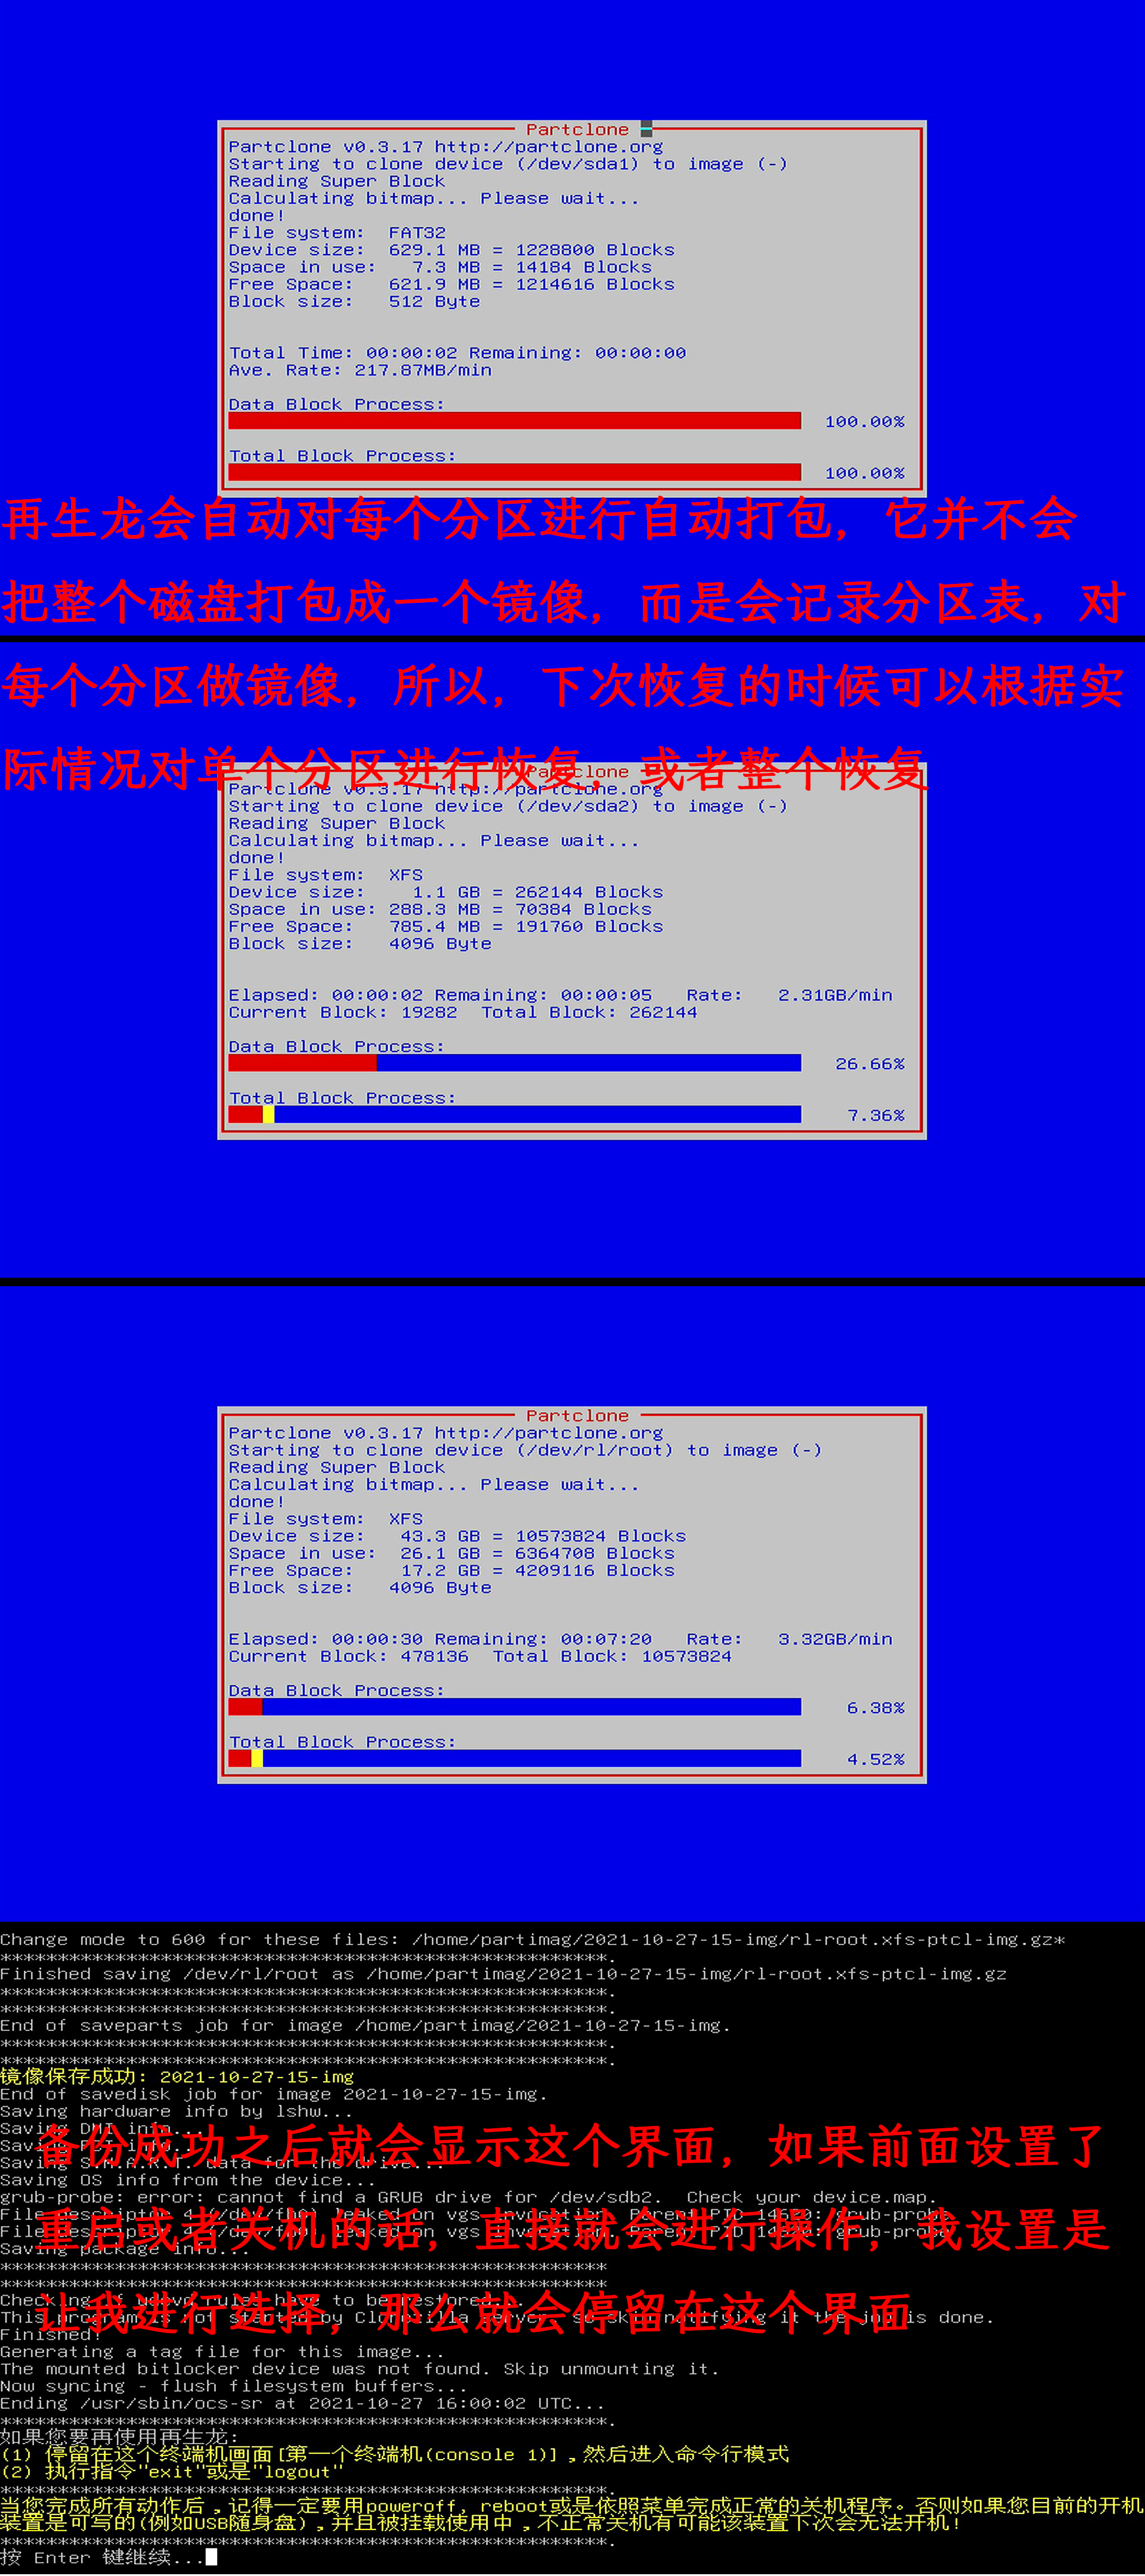 Partclone
Partclone v0.3.17 http://partclone.org
Starting to clone device (/dev/sda1) to image (-)
Reading Super Block
Calculating bitmap... Please wait...
done!
File system:  FAT32
Device size:  629.1 MB = 1228800 Blocks
Space in use:   7.3 MB = 14184 Blocks
Free Space:   621.9 MB = 1214616 Blocks
Block size:   512 Byte
Total Time: 00:00:02 Remaining: 00:00:00
Ave. Rate: 217.87MB/min
Data Block Process:
100.00%
Total Block Process:
100.00%
再生龙会自动对每个分区进行自动打包，它并不会
把整个磁盘打包成一个镜像，而是会记录分区表，对
每个分区做镜像，所以，下次恢复的时候可以根据实
际情况对单个分区进行恢复，或者整个恢复
Partclone
Partclone v0.3.17 http://partclone.org
Starting to clone device (/dev/sda2) to image (-)
Reading Super Block
Calculating bitmap... Please wait...
done!
File system:  XFS
Device size:    1.1 GB = 262144 Blocks
Space in use: 288.3 MB = 70384 Blocks
Free Space:   785.4 MB = 191760 Blocks
Block size:   4096 Byte
Elapsed: 00:00:02 Remaining: 00:00:05   Rate:   2.31GB/min
Current Block: 19282  Total Block: 262144
Data Block Process:
26.66%
Total Block Process:
7.36%
Partclone
Partclone v0.3.17 http://partclone.org
Starting to clone device (/dev/rl/root) to image (-)
Reading Super Block
Calculating bitmap... Please wait...
done!
File system:  XFS
Device size:   43.3 GB = 10573824 Blocks
Space in use:  26.1 GB = 6364708 Blocks
Free Space:    17.2 GB = 4209116 Blocks
Block size:   4096 Byte
Elapsed: 00:00:30 Remaining: 00:07:20   Rate:   3.32GB/min
Current Block: 478136  Total Block: 10573824
Data Block Process:
6.38%
Total Block Process:
4.52%
Change mode to 600 for these files: /home/partimag/2021-10-27-15-img/rl-root.xfs-ptcl-img.gz*
*****************************************************.
Finished saving /dev/rl/root as /home/partimag/2021-10-27-15-img/rl-root.xfs-ptcl-img.gz
*****************************************************.
*****************************************************.
End of saveparts job for image /home/partimag/2021-10-27-15-img.
*****************************************************.
*****************************************************.
镜像保存成功: 2021-10-27-15-img
End of savedisk job for image 2021-10-27-15-img.
Saving hardware info by lshw...
Saving DMI info...
Saving PCI info...
Saving S.M.A.R.T. data for the drive...
备份成功之后就会显示这个界面，如果前面设置了
Saving OS info from the device...
grub-probe: error: cannot find a GRUB drive for /dev/sdb2.  Check your device.map.
File descriptor leaked on vgs invocation. Parent PID grub-probe
File descriptor leaked on vgs invocation. Parent PID grub-probe
重启或者关机的话，直接就会进行操作，我设置是
Saving package info...
*****************************************************
*****************************************************
Checking if udevd rules have to be restored...
This program is not started by Clonezilla server, so skip notifying it the job is done.
让我进行选择，那么就会停留在这个界面
Finished!
Generating a tag file for this image...
The mounted bitlocker device was not found. Skip unmounting it.
Now syncing - flush filesystem buffers...
Ending /usr/sbin/ocs-sr at 2021-10-27 16:00:02 UTC...
*****************************************************.
如果您要再使用再生龙:
(1) 停留在这个终端机画面[第一个终端机(console 1)]，然后进入命令行模式
(2) 执行指令"exit"或是"logout"
*****************************************************.
当您完成所有动作后，记得一定要用poweroff, reboot或是依照菜单完成正常的关机程序。否则如果您目前的开机
装置是可写的(例如USB随身盘)，并且被挂载使用中，不正常关机有可能该装置下次会无法开机!
*****************************************************.
按 Enter 键继续...